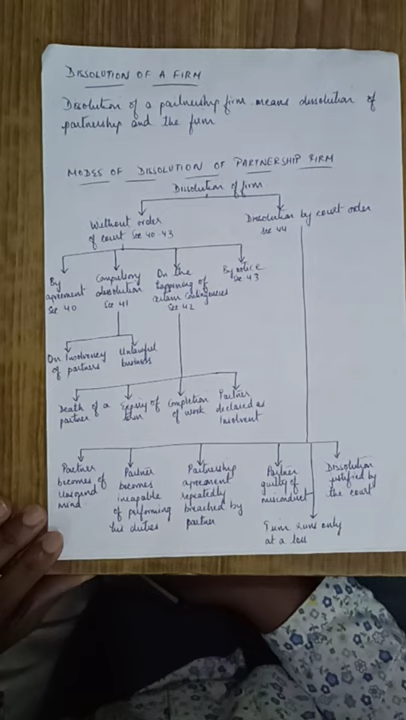 DISSOLUTION OF A FIRM
Dissolution of a partnership firm means dissolution of
partnership and the firm
MODES OF DISSOLUTION OF PARTNERSHIP FIRM
Dissolution of firm
Without order
of court Sec 40-43
Dissolution by court order
Sec 44
By
agreement
Sec 40
Compulsory
dissolution
Sec 41
On the
happening of
certain contingencies
Sec 42
By notice
Sec 43
On Insolvency
of partners
Unlawful
business
Death of a
partner
Expiry of
term
Completion
of work
Partner
declared as
Insolvent
Partner
becomes of
unsound
mind
Partner
becomes
incapable
of performing
his duties
Partnership
agreement
repeatedly
breached by
partner
Partner
guilty of
misconduct
Firm runs only
at a loss
Dissolution
justified by
the court